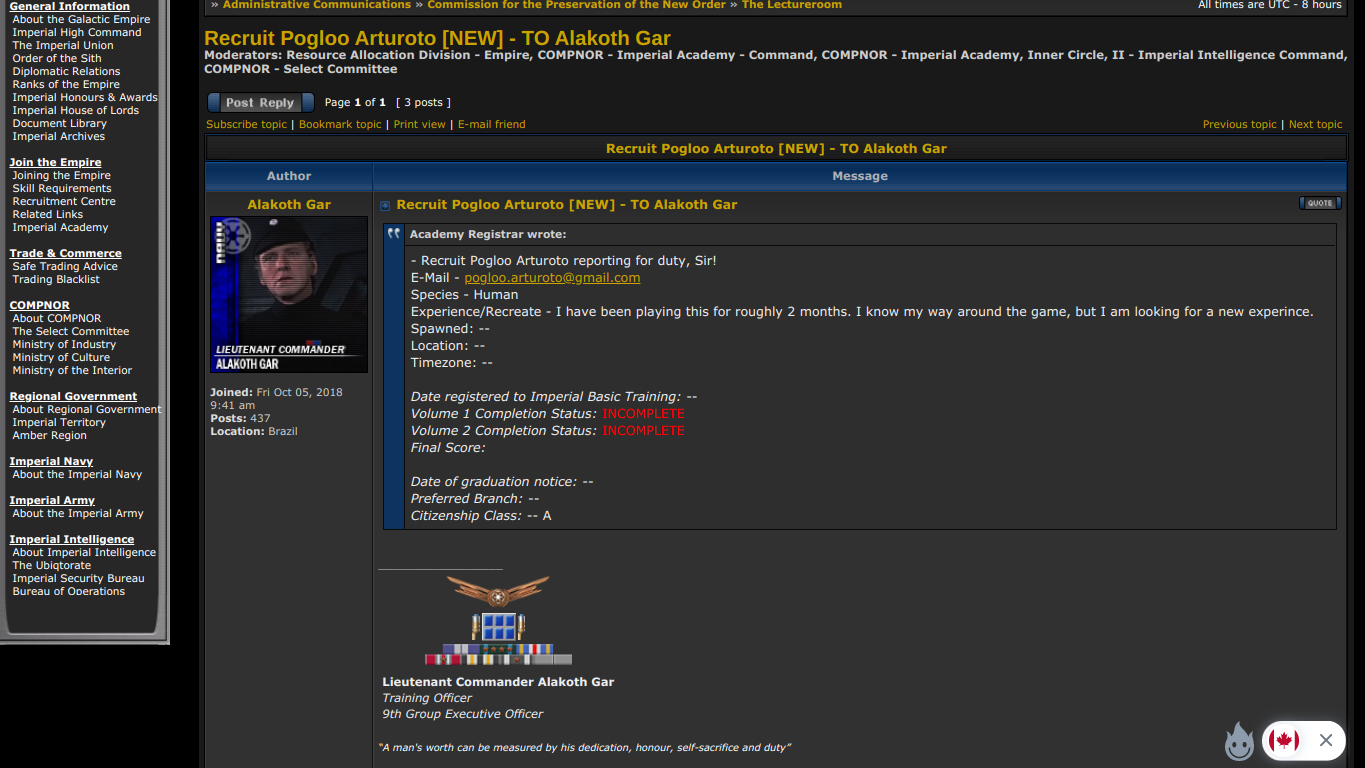 General Information
About the Galactic Empire
Imperial High Command
The Imperial Union
Order of the Sith
Diplomatic Relations
Ranks of the Empire
Imperial Honours & Awards
Imperial House of Lords
Document Library
Imperial Archives
Join the Empire
Joining the Empire
Skill Requirements
Recruitment Centre
Related Links
Imperial Academy
Trade & Commerce
Safe Trading Advice
Trading Blacklist
COMPNOR
About COMPNOR
The Select Committee
Ministry of Industry
Ministry of Culture
Ministry of the Interior
Regional Government
About Regional Government
Imperial Territory
Amber Region
Imperial Navy
About the Imperial Navy
Imperial Army
About the Imperial Army
Imperial Intelligence
About Imperial Intelligence
The Ubiqtorate
Imperial Security Bureau
Bureau of Operations
» Administrative Communications » Commission for the Preservation of the New Order » The Lectureroom
All times are UTC - 8 hours
Recruit Pogloo Arturoto [NEW] - TO Alakoth Gar
Moderators: Resource Allocation Division - Empire, COMPNOR - Imperial Academy - Command, COMPNOR - Imperial Academy, Inner Circle, II - Imperial Intelligence Command,
COMPNOR - Select Committee
Post Reply Page 1 of 1 [ 3 posts ]
Subscribe topic | Bookmark topic | Print view | E-mail friend
Previous topic | Next topic
Recruit Pogloo Arturoto [NEW] - TO Alakoth Gar
Author
Message
Alakoth Gar
navy
LIEUTENANT COMMANDER
ALAKOTH GAR
Joined: Fri Oct 05, 2018
9:41 am
Posts: 437
Location: Brazil
Recruit Pogloo Arturoto [NEW] - TO Alakoth Gar
QUOTE
Academy Registrar wrote:
- Recruit Pogloo Arturoto reporting for duty, Sir!
E-Mail - pogloo.arturoto@gmail.com
Species - Human
Experience/Recreate - I have been playing this for roughly 2 months. I know my way around the game, but I am looking for a new experince.
Spawned: --
Location: --
Timezone: --
Date registered to Imperial Basic Training: --
Volume 1 Completion Status: INCOMPLETE
Volume 2 Completion Status: INCOMPLETE
Final Score:
Date of graduation notice: --
Preferred Branch: --
Citizenship Class: -- A
Lieutenant Commander Alakoth Gar
Training Officer
9th Group Executive Officer
"A man's worth can be measured by his dedication, honour, self-sacrifice and duty"